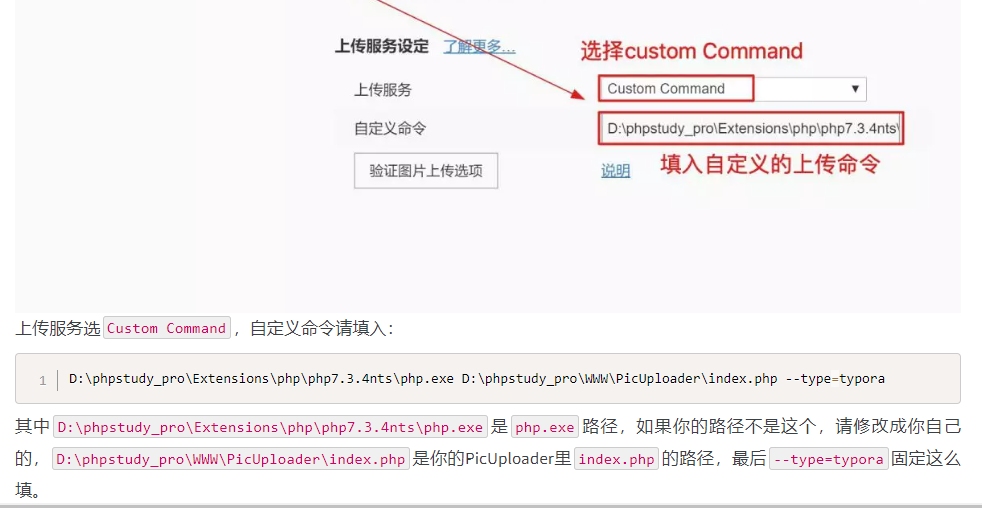 上传服务设定 了解更多...
选择custom Command
上传服务 Custom Command
自定义命令 D:\phpstudy_pro\Extensions\php\php7.3.4nts\
验证图片上传选项 说明 填入自定义的上传命令
上传服务选 Custom Command ，自定义命令请填入：
1 D:\phpstudy_pro\Extensions\php\php7.3.4nts\php.exe D:\phpstudy_pro\WWW\PicUploader\index.php --type=typora
其中 D:\phpstudy_pro\Extensions\php\php7.3.4nts\php.exe 是 php.exe 路径，如果你的路径不是这个，请修改成你自己
的， D:\phpstudy_pro\WWW\PicUploader\index.php 是你的PicUploader里 index.php 的路径，最后 --type=typora 固定这么
填。